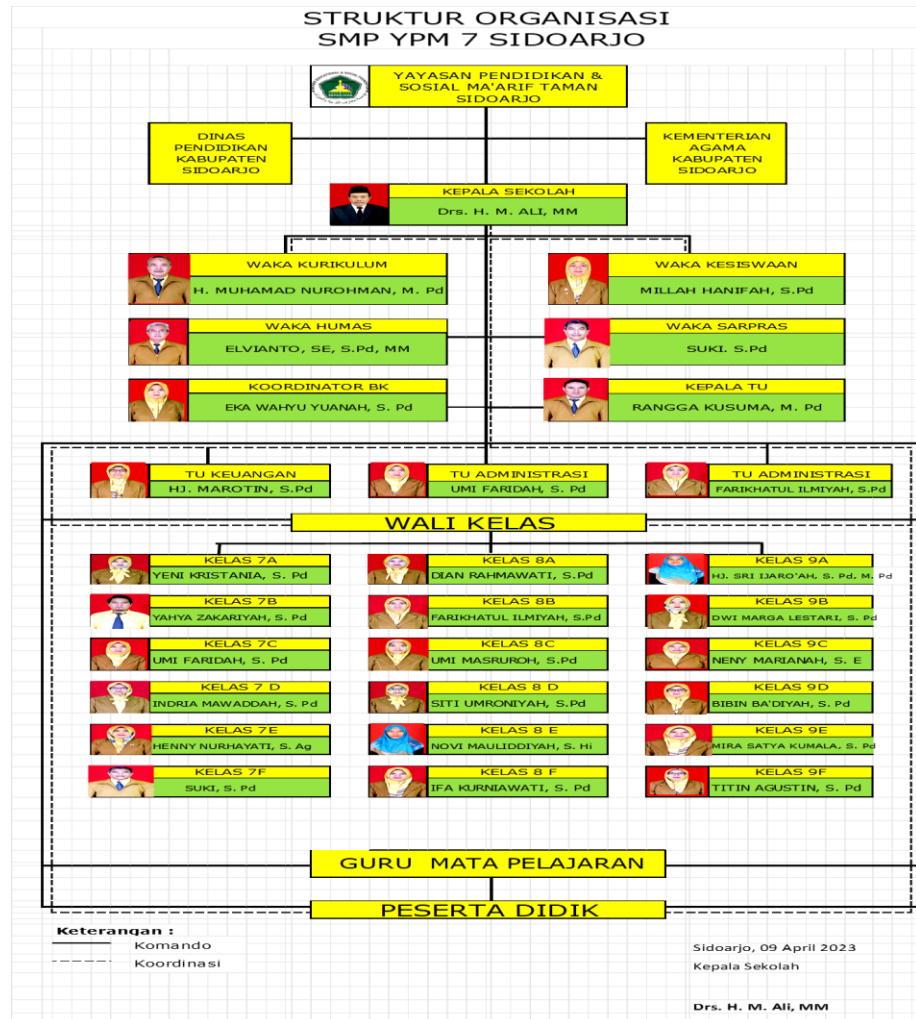 STRUKTUR ORGANISASI
SMP YPM 7 SIDOARJO
YAYASAN PENDIDIKAN &
SOSIAL MA'ARIF TAMAN
SIDOARJO
DINAS
PENDIDIKAN
KABUPATEN
SIDOARJO
KEMENTERIAN
AGAMA
KABUPATEN
SIDOARJO
KEPALA SEKOLAH
Drs. H. M. ALI, MM
WAKA KURIKULUM
H. MUHAMAD NUROHMAN, M. Pd
WAKA KESISWAAN
MILLAH HANIFAH, S.Pd
WAKA HUMAS
ELVIANTO, SE, S.Pd, MM
WAKA SARPRAS
SUKI. S.Pd
KOORDINATOR BK
EKA WAHYU YUANAH, S. Pd
KEPALA TU
RANGGA KUSUMA, M. Pd
TU KEUANGAN
HJ. MAROTIN, S.Pd
TU ADMINISTRASI
UMI FARIDAH, S. Pd
TU ADMINISTRASI
FARIKHATUL ILMIYAH, S.Pd
WALI KELAS
KELAS 7A
YENI KRISTANIA, S. Pd
KELAS 8A
DIAN RAHMAWATI, S.Pd
KELAS 9A
HJ. SRI IJARO'AH, S. Pd, M. Pd
KELAS 7B
YAHYA ZAKARIYAH, S. Pd
KELAS 8B
FARIKHATUL ILMIYAH, S.Pd
KELAS 9B
DWI MARGA LESTARI, S. Pd
KELAS 7C
UMI FARIDAH, S. Pd
KELAS 8C
UMI MASRUROH, S.Pd
KELAS 9C
NENY MARIANAH, S. E
KELAS 7 D
INDRIA MAWADDAH, S. Pd
KELAS 8 D
SITI UMRONIYAH, S. Pd
KELAS 9D
BIBIN BA'DIYAH, S. Pd
KELAS 7E
HENNY NURHAYATI, S. Ag
KELAS 8 E
NOVI MAULIDDIYAH, S. Hi
KELAS 9E
MIRA SATYA KUMALA, S. Pd
KELAS 7F
SUKI, S. Pd
KELAS 8 F
IFA KURNIAWATI, S. Pd
KELAS 9F
TITIN AGUSTIN, S. Pd
GURU MATA PELAJARAN
PESERTA DIDIK
Keterangan :
Komando
Koordinasi
Sidoarjo, 09 April 2023
Kepala Sekolah
Drs. H. M. Ali, MM